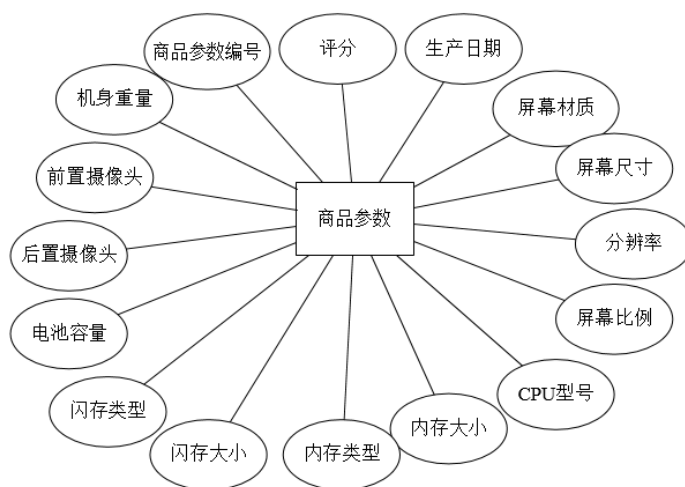 商品参数编号
评分
生产日期
机身重量
屏幕材质
前置摄像头
屏幕尺寸
商品参数
后置摄像头
分辨率
电池容量
屏幕比例
闪存类型
CPU型号
闪存大小
内存类型
内存大小